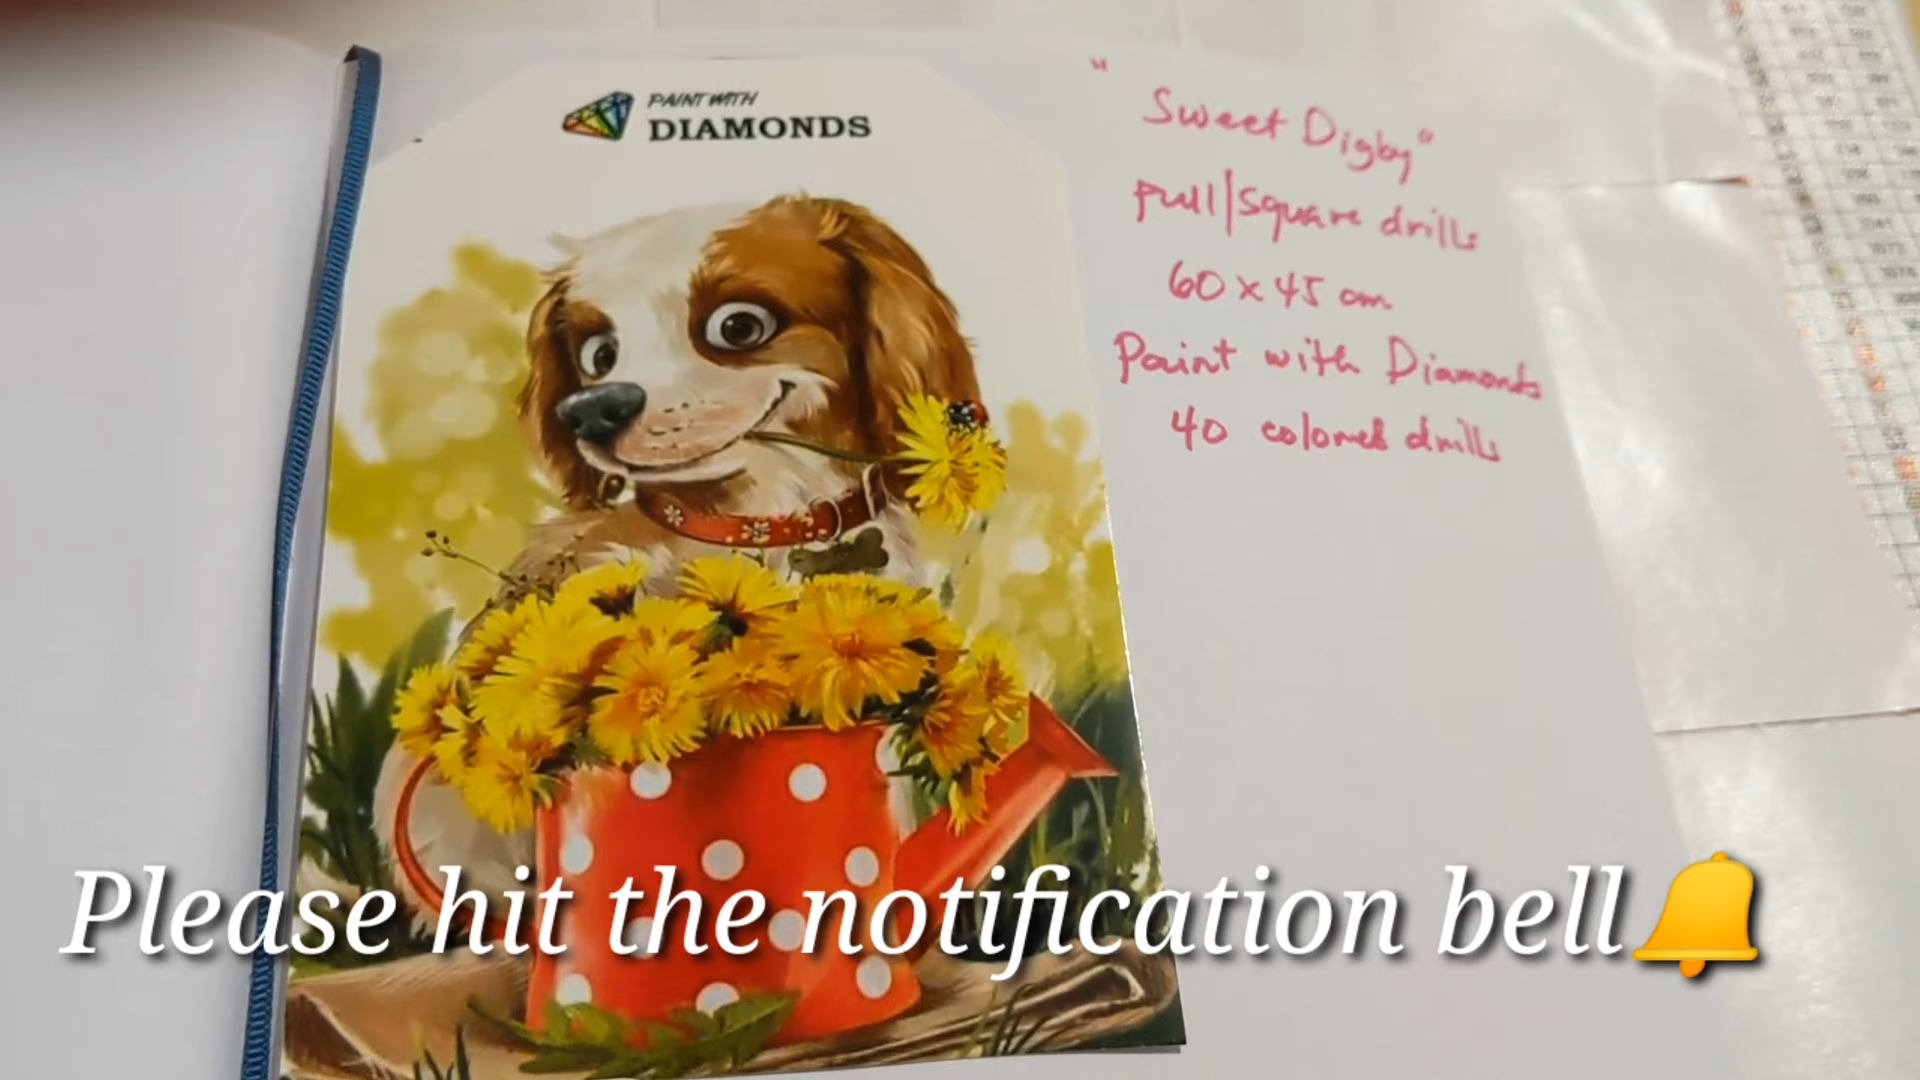 PAINT WITH
DIAMONDS
"Sweet Digby"
Full/Square drills
60 x 45 cm
Paint with Diamonds
40 colored drills
Please hit the notification bell🔔